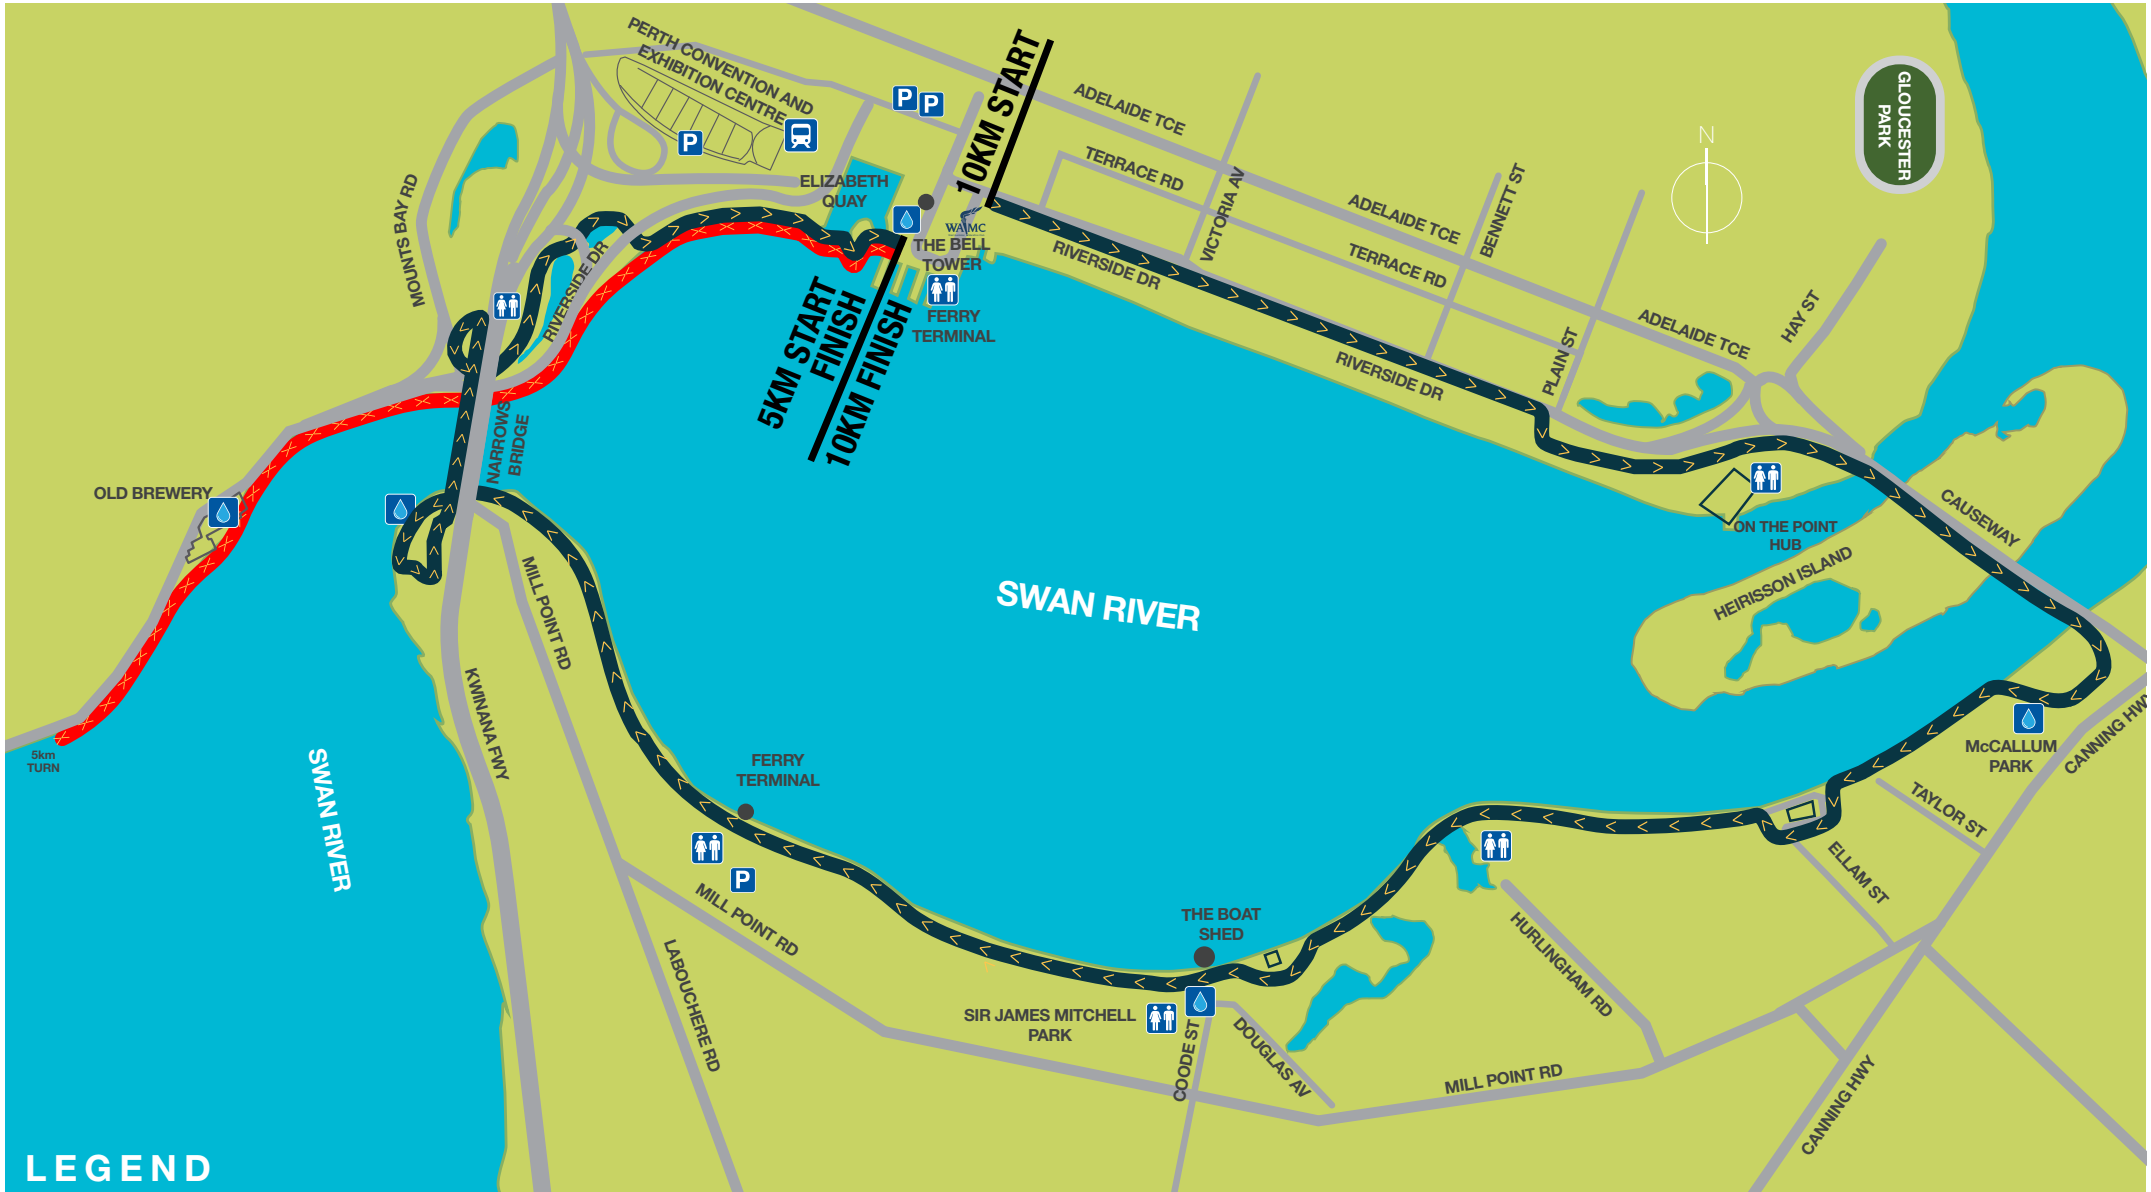 PERTH CONVENTION AND
EXHIBITION CENTRE
P
P
P
10KM START
ADELAIDE TCE
GLOUCESTER
PARK
N
TERRACE RD
VICTORIA AV
BENNETT ST
ADELAIDE TCE
TERRACE RD
RIVERSIDE DR
ELIZABETH
QUAY
WAMC
THE BELL
TOWER
FERRY
TERMINAL
MOUNTS BAY RD
RIVERSIDE DR
5KM START
FINISH
10KM FINISH
RIVERSIDE DR
PLAIN ST
ADELAIDE TCE
HAY ST
NARROWS
BRIDGE
OLD BREWERY
ON THE POINT
HUB
CAUSEWAY
HEIRISSON ISLAND
SWAN RIVER
MILL POINT RD
KWINANA FWY
5km
TURN
SWAN RIVER
FERRY
TERMINAL
P
McCALLUM
PARK
CANNING HWY
TAYLOR ST
ELLAM ST
MILL POINT RD
LABOUCHERE RD
THE BOAT
SHED
HURLINGHAM RD
SIR JAMES MITCHELL
PARK
COODE ST
DOUGLAS AV
MILL POINT RD
CANNING HWY
LEGEND